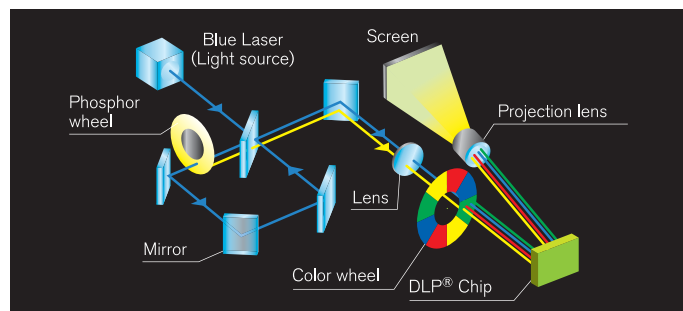 Blue Laser
(Light source)
Screen
Phosphor
wheel
Projection lens
Lens
Mirror
Color wheel
DLP® Chip